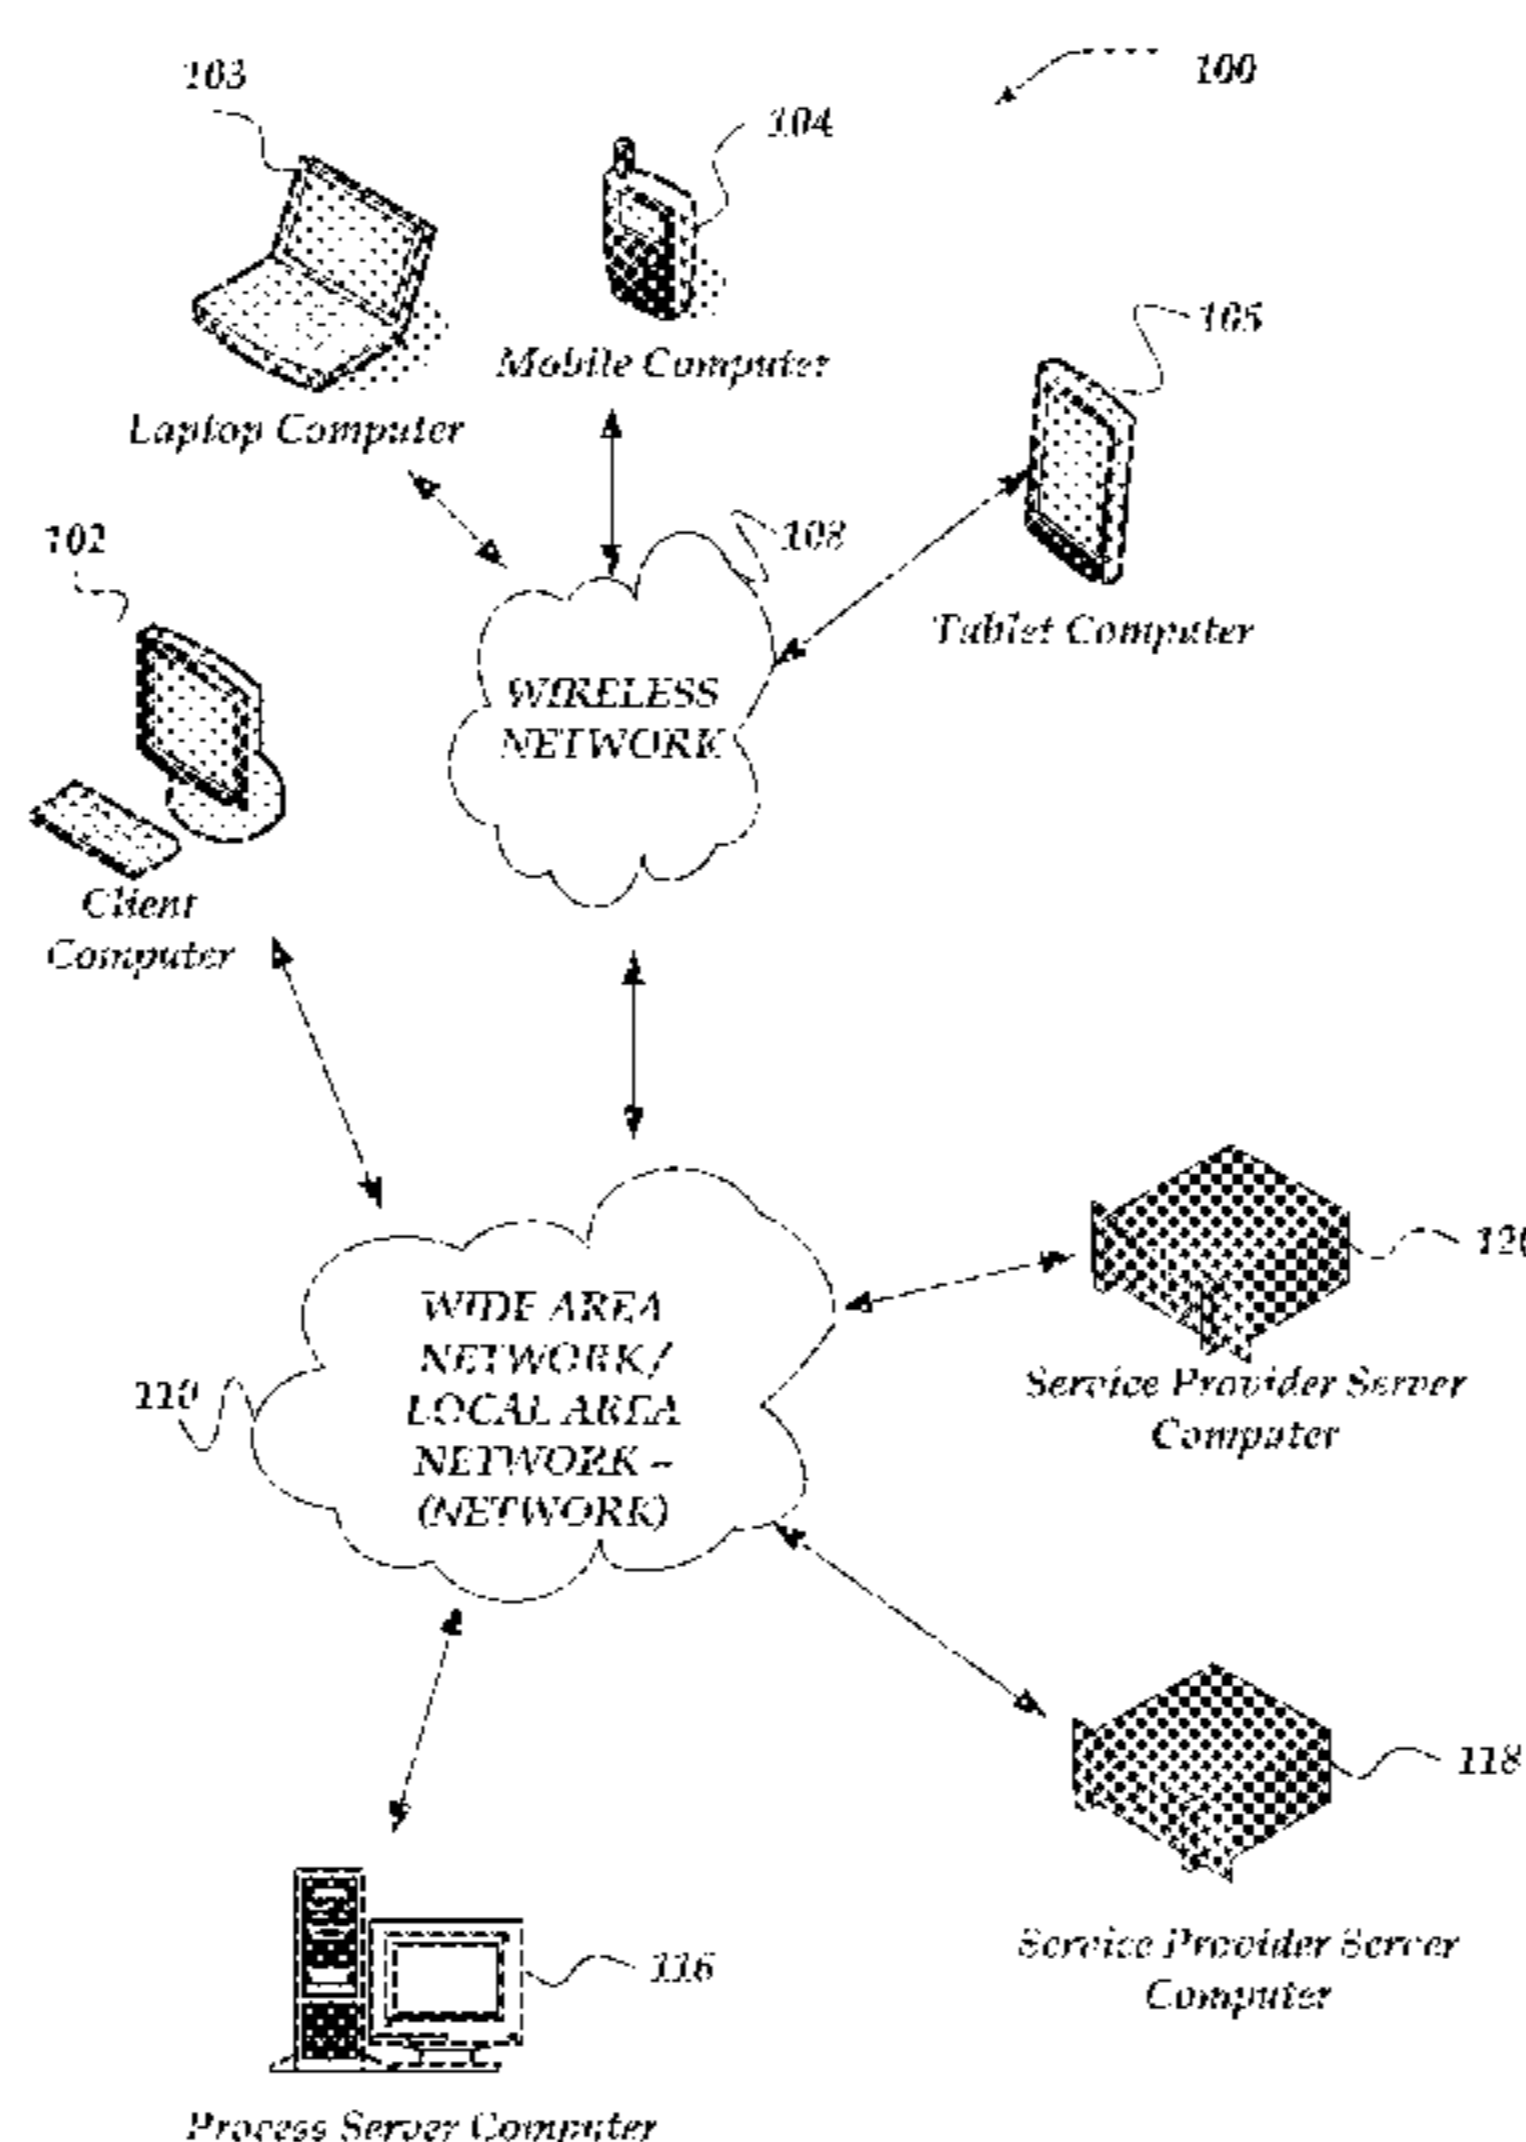 103
104
100
105
Mobile Computer
Laptop Computer
102
108
Tablet Computer
WIRELESS
NETWORK
Client
Computer
WIDE AREA
NETWORK/
LOCAL AREA
NETWORK –
(NETWORK)
110
Service Provider Server
Computer
118
116
Service Provider Server
Computer
Process Server Computer